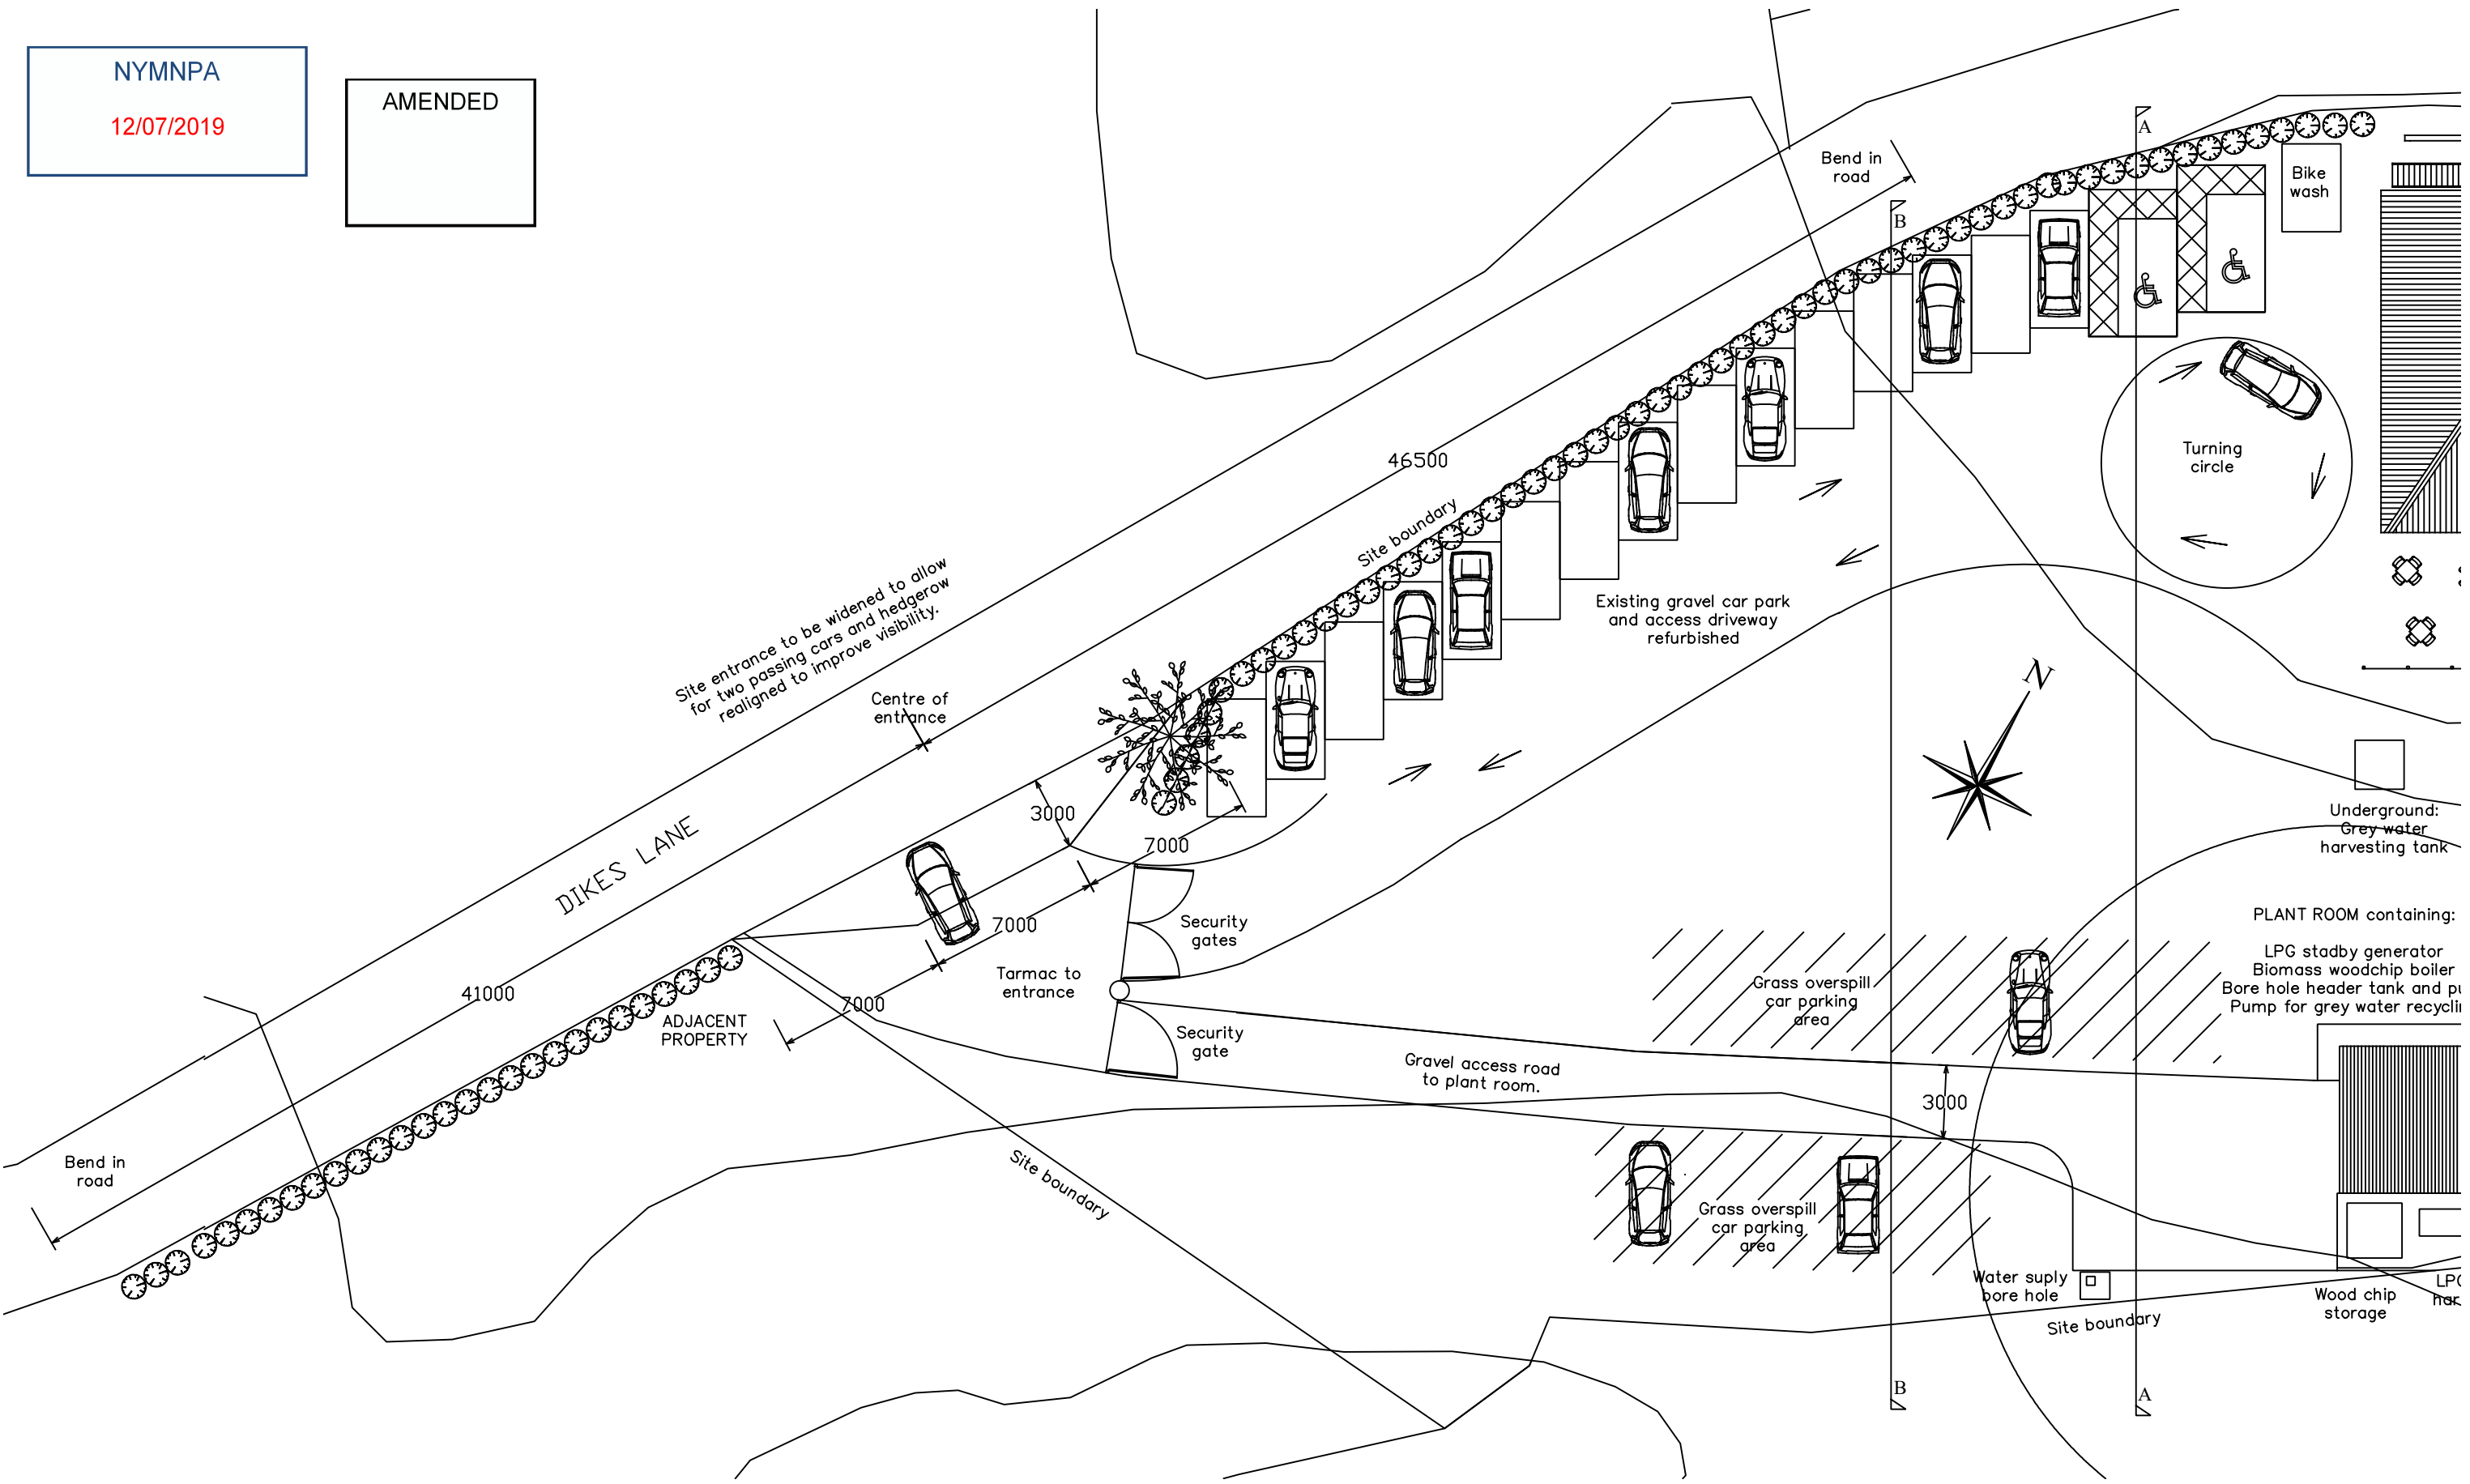 NYMNPA
12/07/2019
AMENDED
Bend in
road
A
B
Bike
wash
46500
Turning
circle
Site boundary
Site entrance to be widened to allow
for two passing cars and hedgerow
realigned to improve visibility.
Existing gravel car park
and access driveway
refurbished
N
Centre of
entrance
3000
7000
DIKES LANE
Underground:
Grey water
harvesting tank
7000
Security
gates
PLANT ROOM containing:
LPG stadby generator
Biomass woodchip boiler
Bore hole header tank and
Pump for grey water
Tarmac to
entrance
Grass overspill
car parking
area
41000
7000
ADJACENT
PROPERTY
Security
gate
Gravel access road
to plant room.
3000
Bend in
road
Site boundary
Grass overspill
car parking
area
Water suply
bore hole
Wood chip
storage
Site boundary
B
A